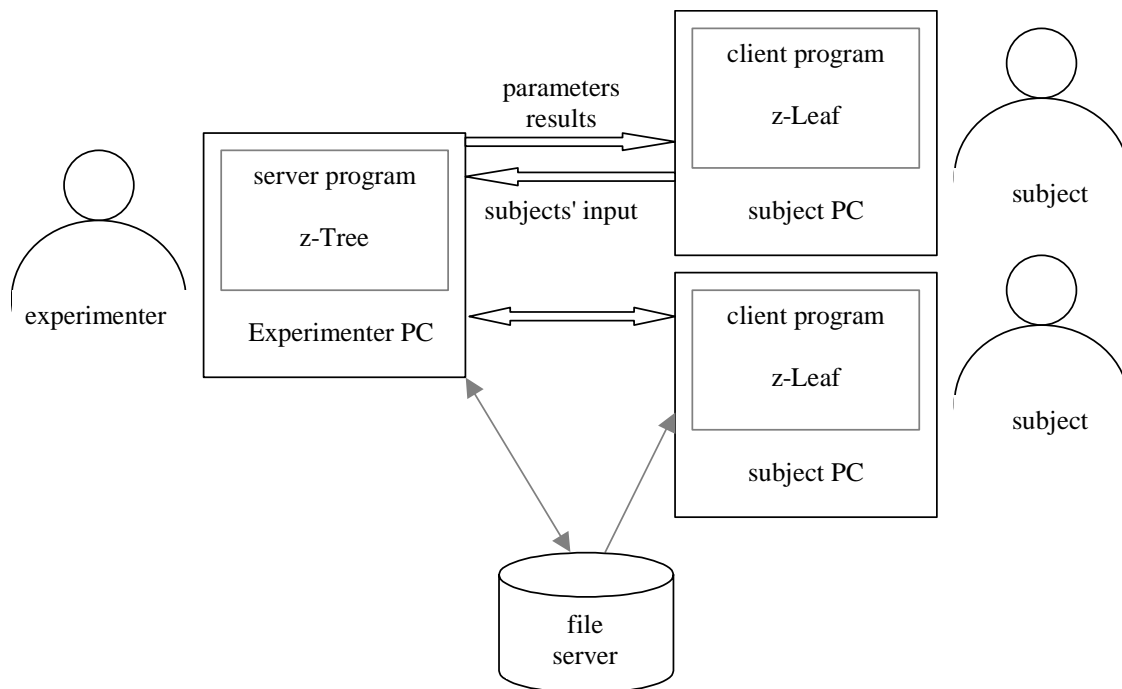 experimenter
server program
z-Tree
Experimenter PC
parameters
results
subjects' input
client program
z-Leaf
subject PC
subject
client program
z-Leaf
subject PC
subject
file
server